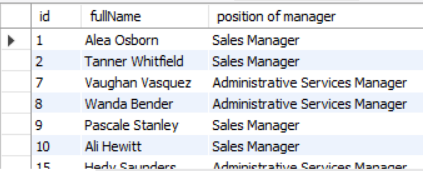 id fullName position of manager
1 Alea Osborn Sales Manager
2 Tanner Whitfield Sales Manager
7 Vaughan Vasquez Administrative Services Manager
8 Wanda Bender Administrative Services Manager
9 Pascale Stanley Sales Manager
10 Ali Hewitt Sales Manager
15 Hedy Saunders Administrative Services Manager